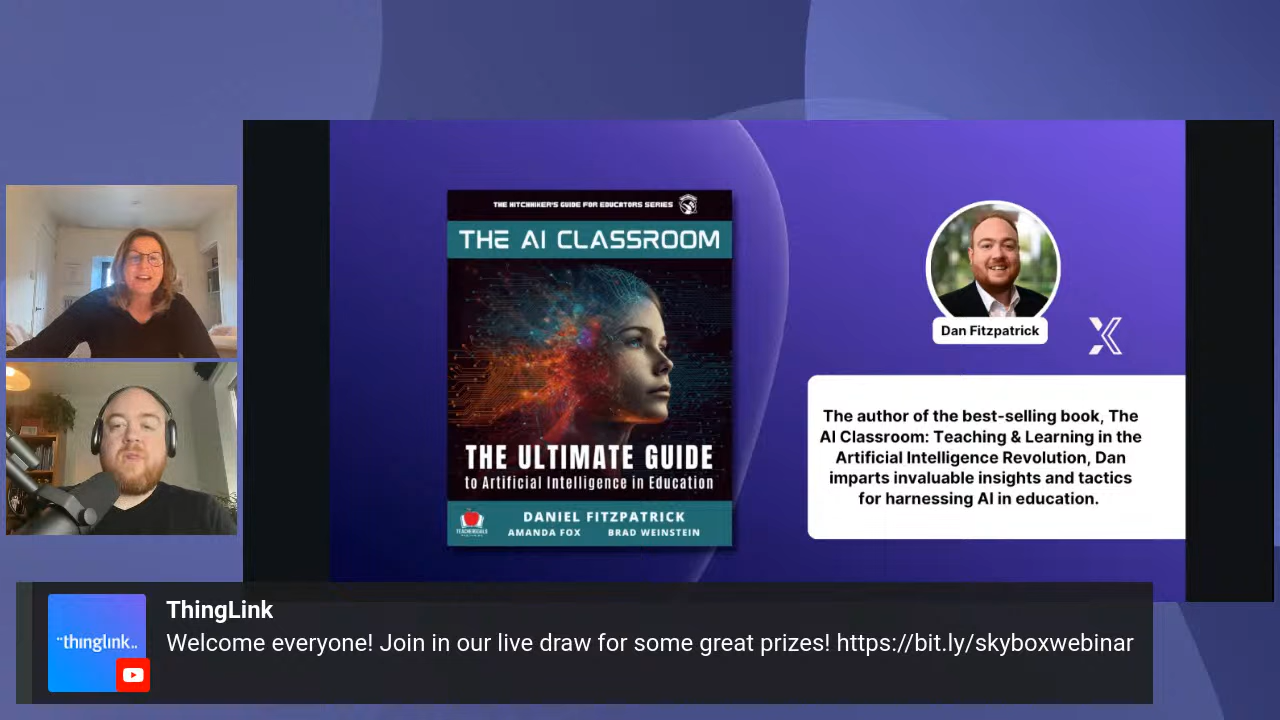 THE HITCHHIKER'S GUIDE FOR EDUCATORS SERIES
THE AI CLASSROOM
THE ULTIMATE GUIDE
to Artificial Intelligence in Education
DANIEL FITZPATRICK
AMANDA FOX BRAD WEINSTEIN
Dan Fitzpatrick
X
The author of the best-selling book, The
AI Classroom: Teaching & Learning in the
Artificial Intelligence Revolution, Dan
imparts invaluable insights and tactics
for harnessing AI in education.
thinglink..
ThingLink
Welcome everyone! Join in our live draw for some great prizes! https://bit.ly/skyboxwebinar